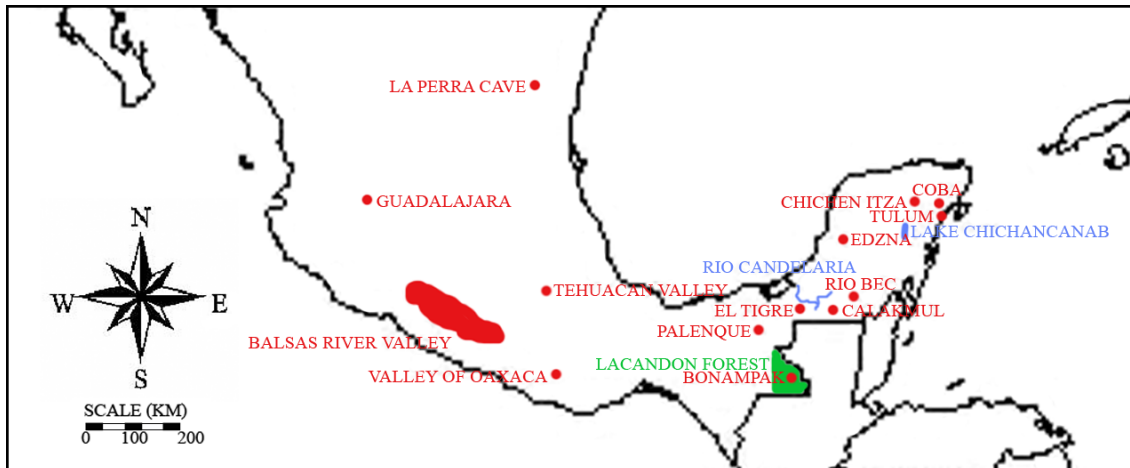 LA PERRA CAVE
GUADALAJARA
CHICHEN ITZA
COBA
TULUM
LAKE CHICHANCANAB
EDZNA
RIO CANDELARIA
RIO BEC
TEHUACAN VALLEY
EL TIGRE
CALAKMUL
PALENQUE
BALSAS RIVER VALLEY
LACANDON FOREST
VALLEY OF OAXACA
BONAMPAK
N
W
E
S
SCALE (KM)
0 100 200